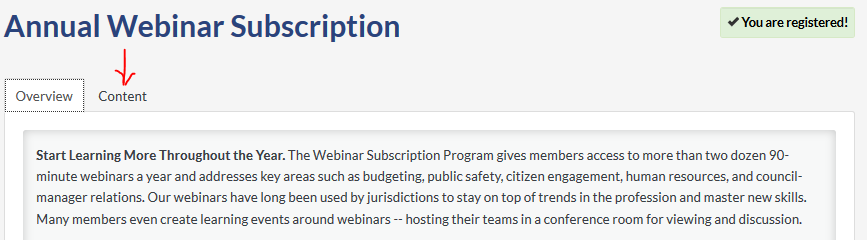 Annual Webinar Subscription
✔ You are registered!
Overview
Content
Start Learning More Throughout the Year. The Webinar Subscription Program gives members access to more than two dozen 90-
minute webinars a year and addresses key areas such as budgeting, public safety, citizen engagement, human resources, and council-
manager relations. Our webinars have long been used by jurisdictions to stay on top of trends in the profession and master new skills.
Many members even create learning events around webinars -- hosting their teams in a conference room for viewing and discussion.